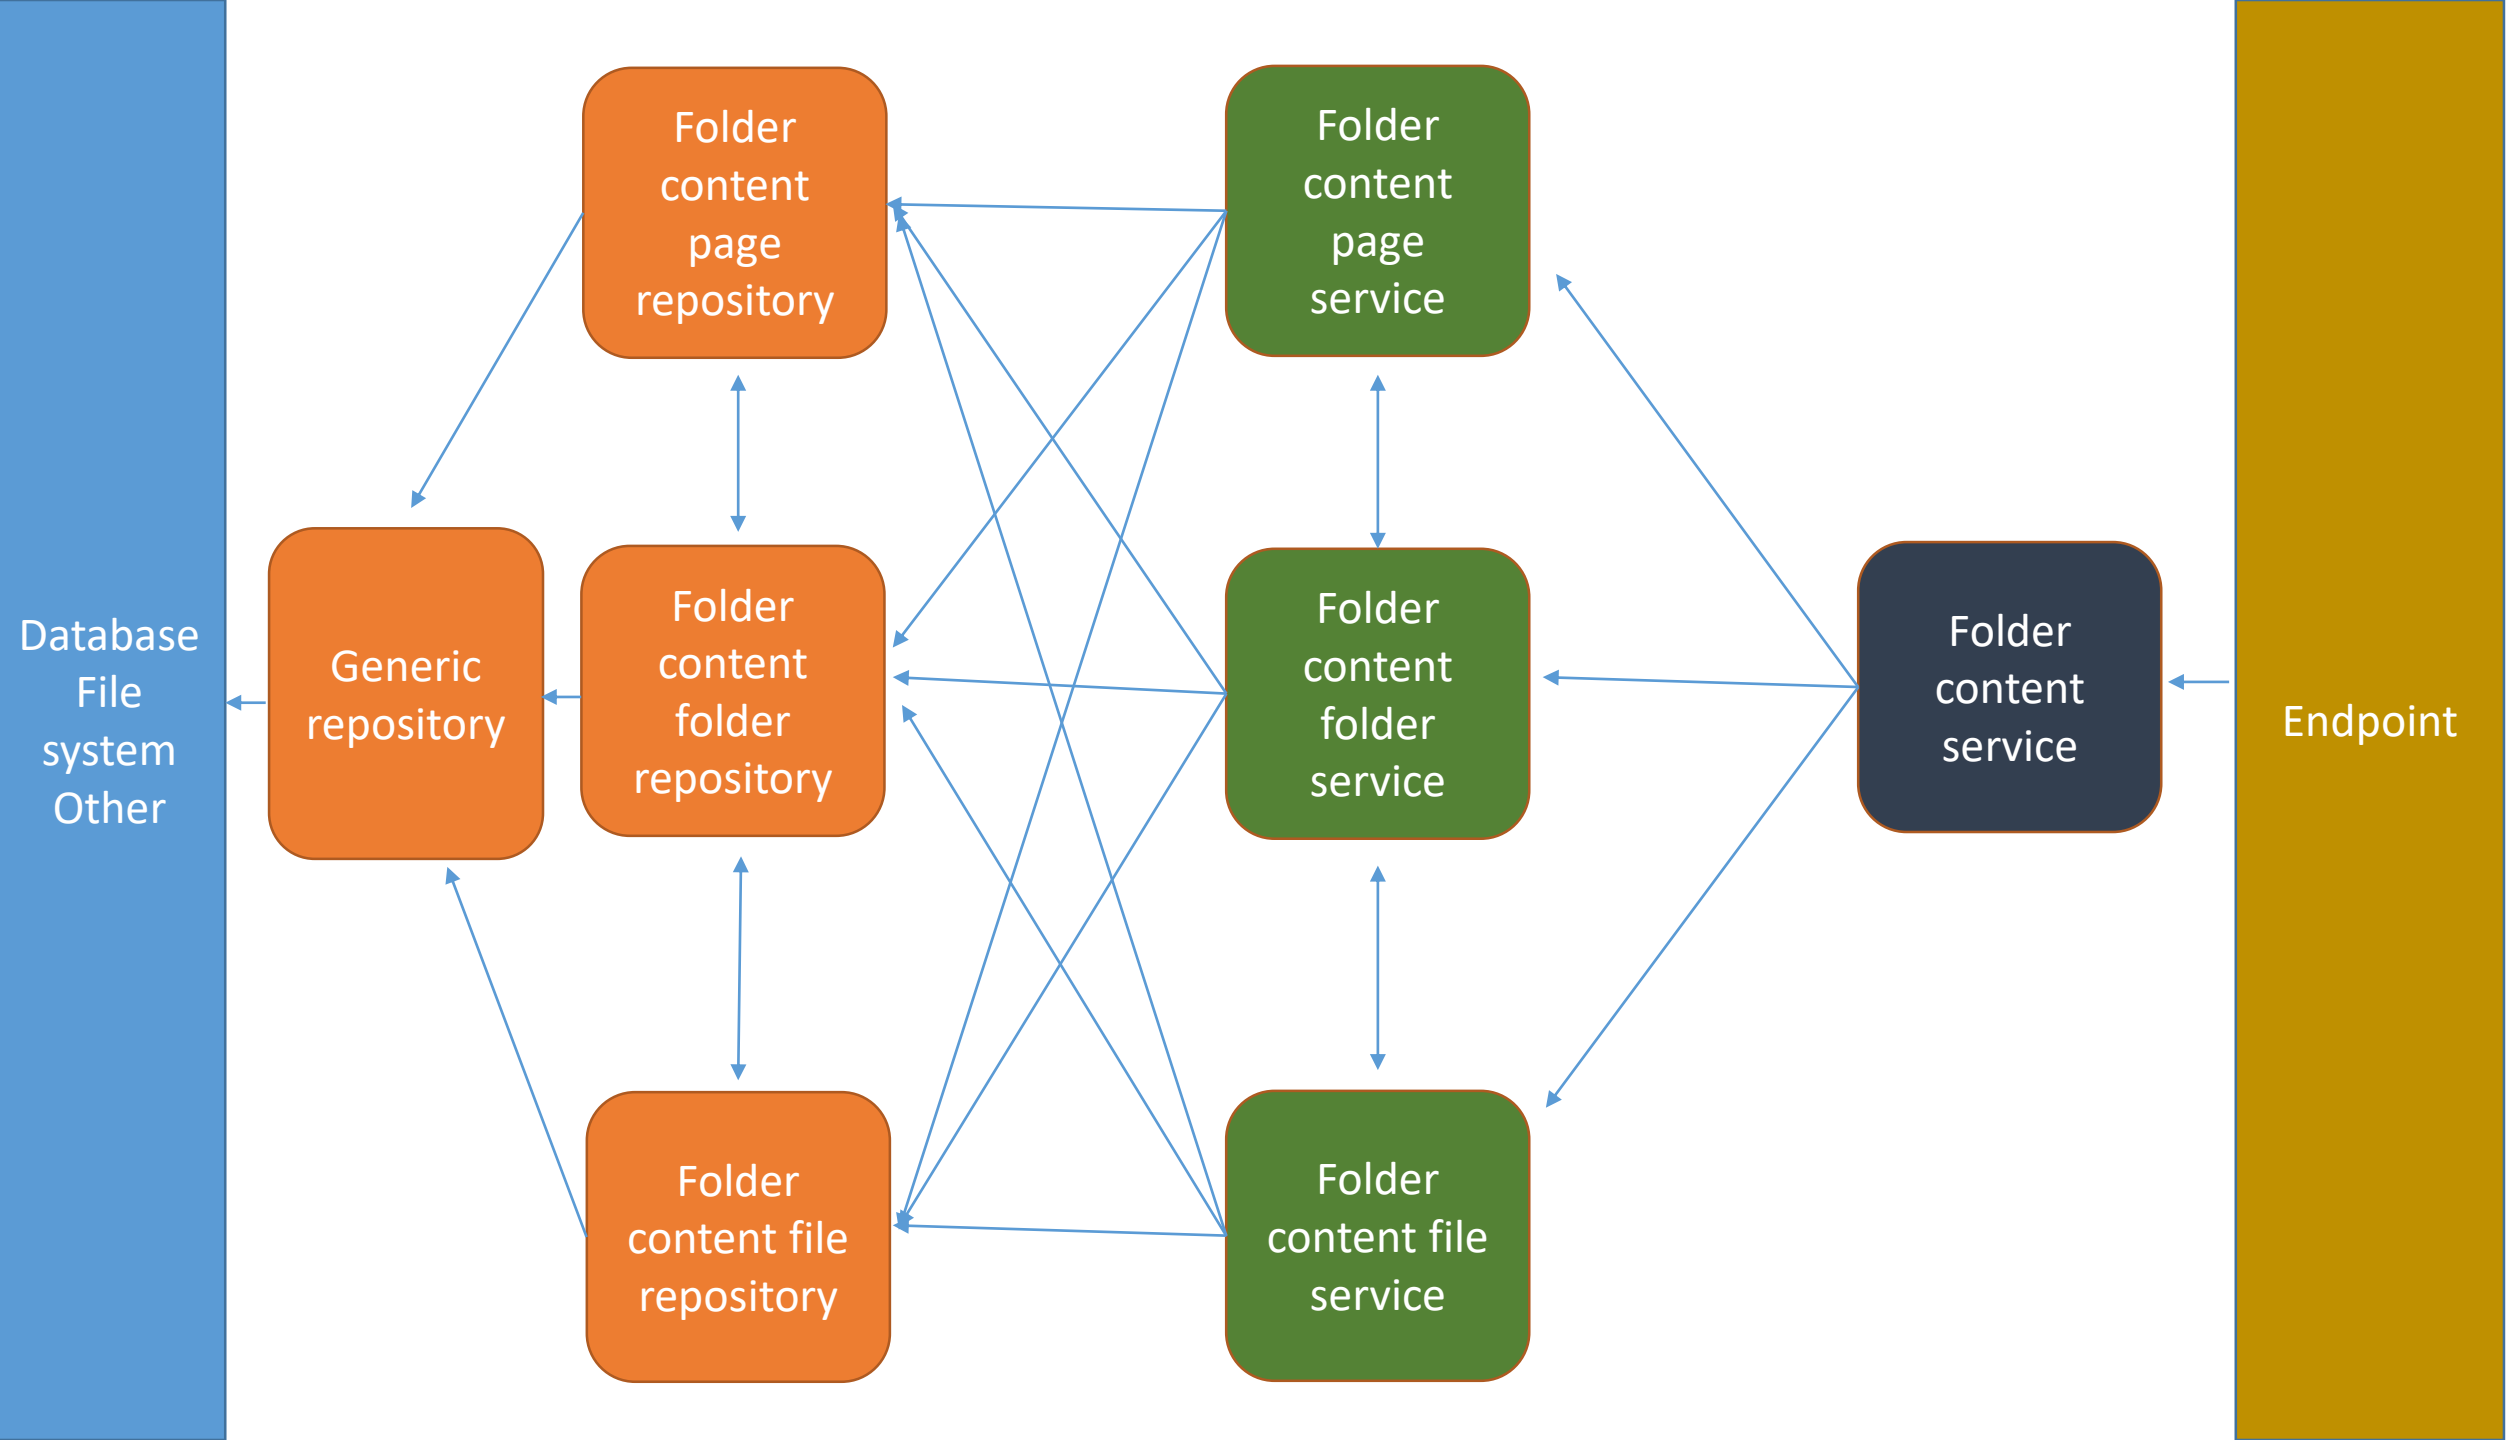 Database
File
system
Other
Generic
repository
Folder
content
page
repository
Folder
content
folder
repository
Folder
content file
repository
Folder
content
page
service
Folder
content
folder
service
Folder
content file
service
Folder
content
service
Endpoint